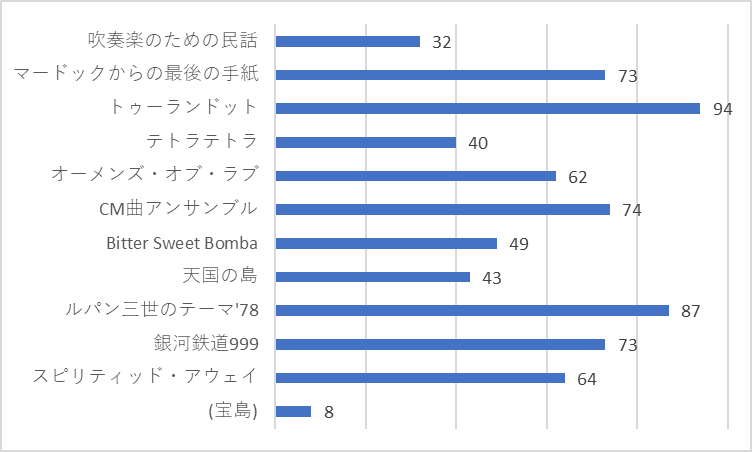 吹奏楽のための民話 32
マードックからの最後の手紙 73
トゥーランドット 94
テトラテトラ 40
オーメンズ・オブ・ラブ 62
CM曲アンサンブル 74
Bitter Sweet Bomba 49
天国の島 43
ルパン三世のテーマ'78 87
銀河鉄道999 73
スピリティッド・アウェイ 64
(宝島) 8